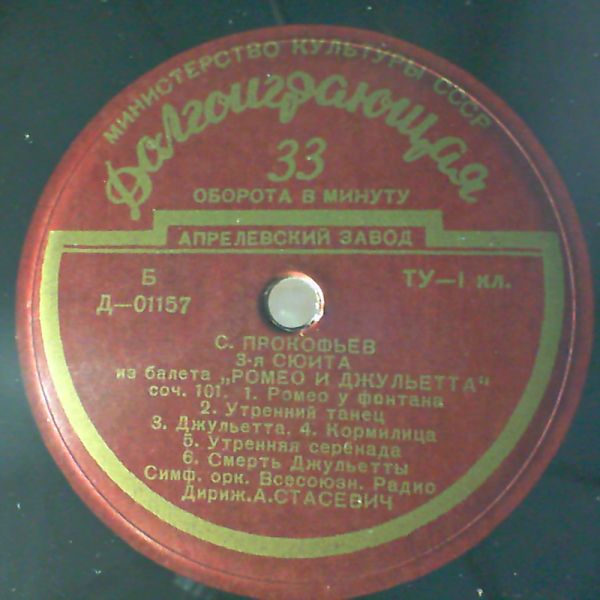 МИНИСТЕРСТВО КУЛЬТУРЫ СССР
Долгоиграющая
33
ОБОРОТА В МИНУТУ
АПРЕЛЕВСКИЙ ЗАВОД
Б
Д—01157
ТУ—1 кл.
С. ПРОКОФЬЕВ
3-я СЮИТА
из балета „РОМЕО И ДЖУЛЬЕТТА"
соч. 101. 1. Ромео у фонтана
2. Утренний танец
3. Джульетта. 4. Кормилица
5. Утренняя серенада
6. Смерть Джульетты
Симф. орк. Всесоюзн. Радио
Дириж. А. СТАСЕВИЧ